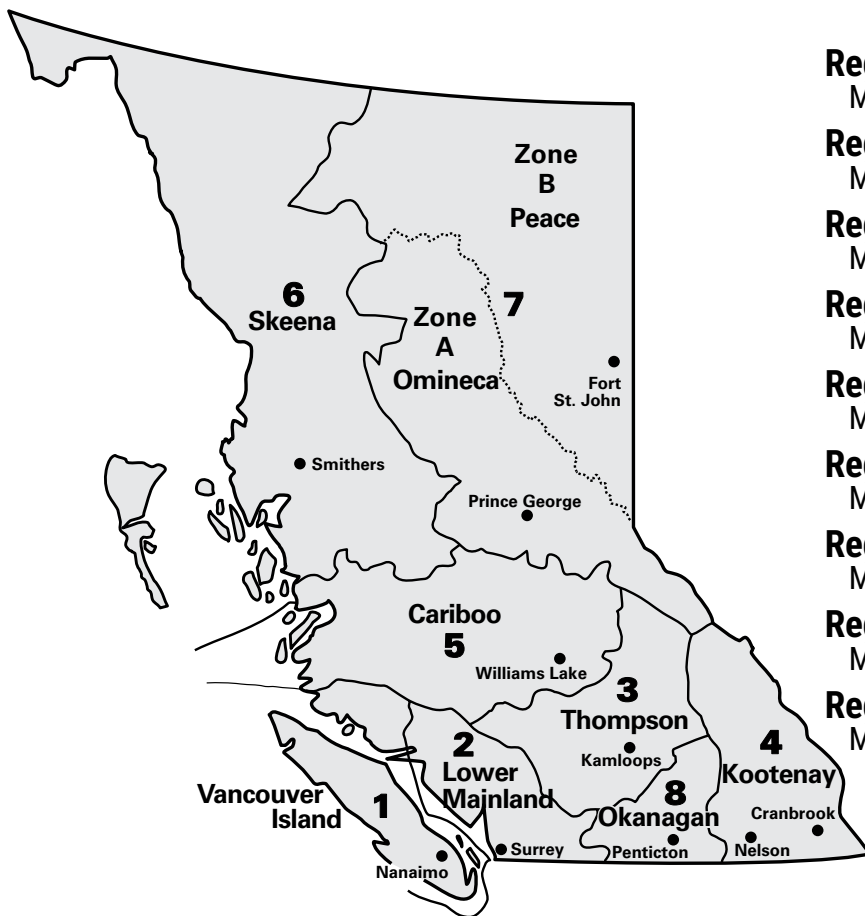 Zone
B
Peace
6
Skeena
7
Zone
A
Omineca
Fort
St. John
Smithers
Prince George
Cariboo
5
Williams Lake
3
Thompson
Kamloops
2
Lower
Mainland
4
Kootenay
Vancouver
Island
1
8
Okanagan
Cranbrook
Nanaimo
Surrey
Penticton
Nelson
M
M
M
M
M
M
M
M
M